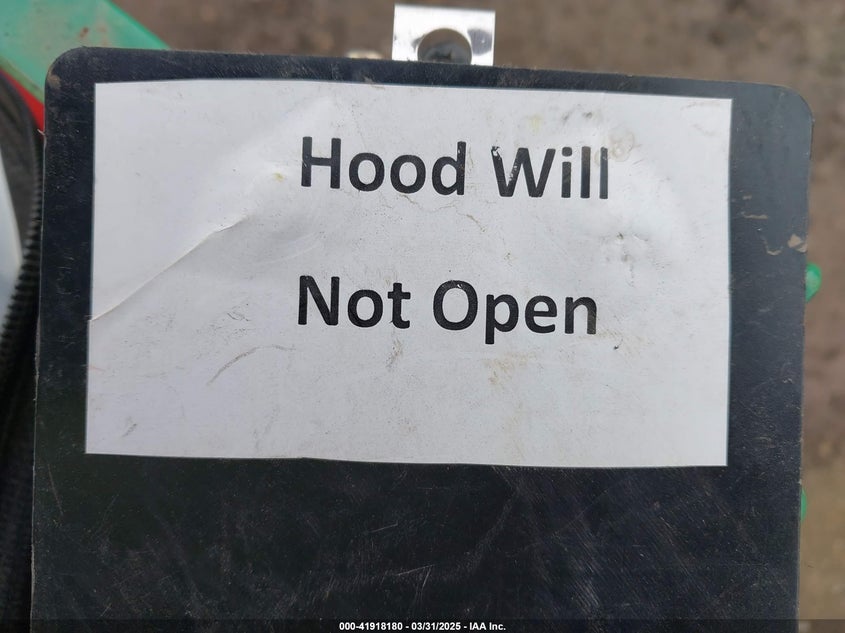 Hood Will
Not Open
000-41918180 - 03/31/2025 - IAA Inc.